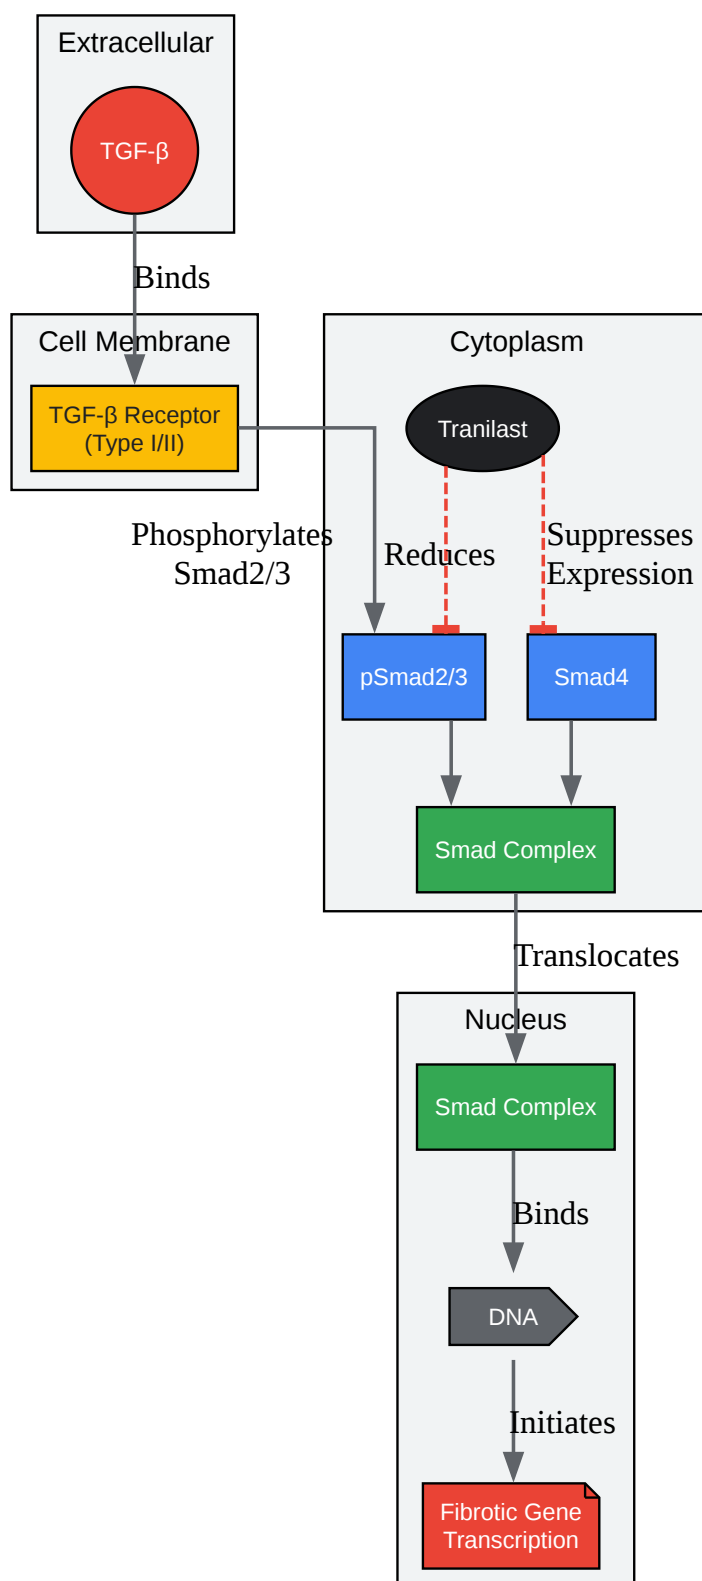 Extracellular
TGF-β
Binds
Cell Membrane
TGF-β Receptor
(Type I/II)
Phosphorylates
Smad2/3
Cytoplasm
Tranilast
Reduces
Suppresses
Expression
pSmad2/3
Smad4
Smad Complex
Translocates
Nucleus
Smad Complex
Binds
DNA
Initiates
Fibrotic Gene
Transcription